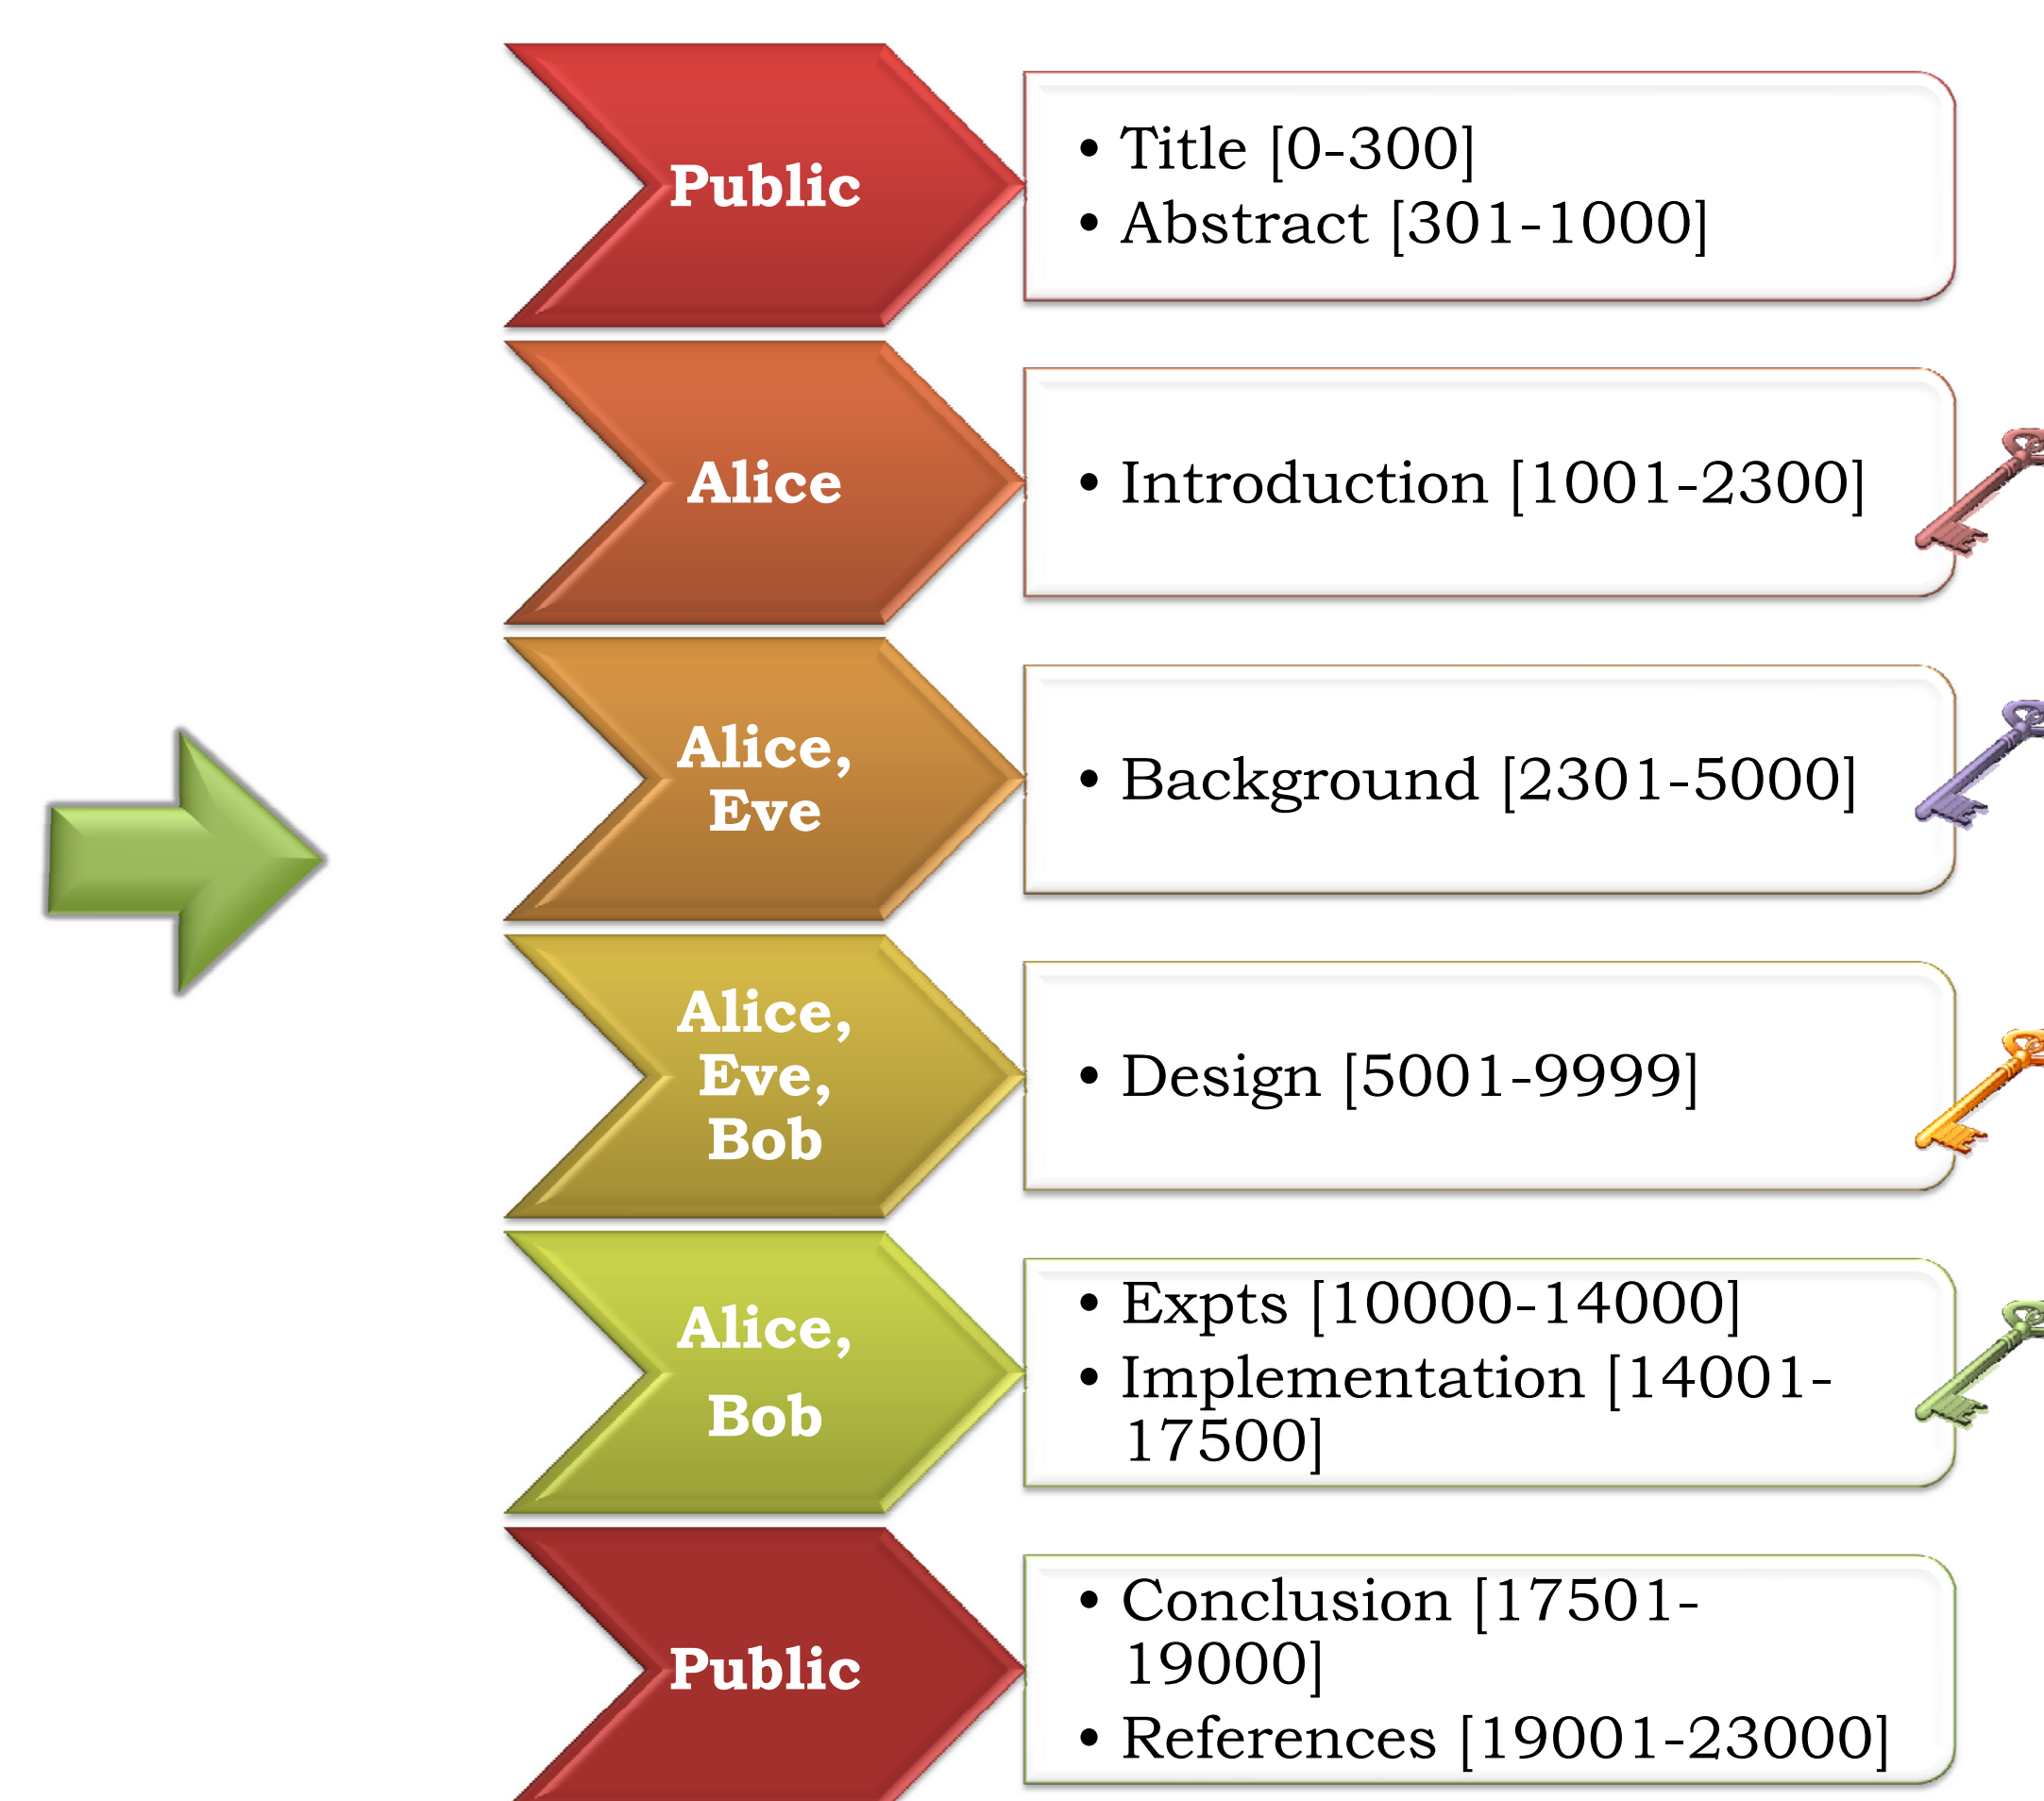 Public
• Title [0-300]
• Abstract [301-1000]
Alice
• Introduction [1001-2300]
Alice,
Eve
• Background [2301-5000]
Alice,
Eve,
Bob
• Design [5001-9999]
Alice,
Bob
• Expts [10000-14000]
• Implementation [14001-
17500]
Public
• Conclusion [17501-
19000]
• References [19001-23000]